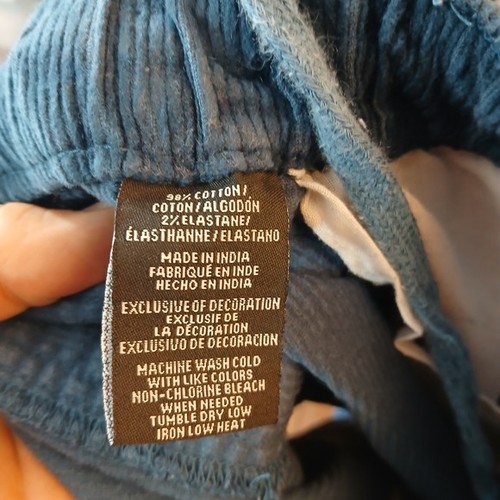 98% COTTON/
COTON/ALGODÓN
2% ELASTANE/
ÉLASTHANNE/ELASTANO
MADE IN INDIA
FABRIQUÉ EN INDE
HECHO EN INDIA
EXCLUSIVE OF DECORATION
EXCLUSIF DE
LA DÉCORATION
EXCLUSIVO DE DECORACION
MACHINE WASH COLD
WITH LIKE COLORS
NON-CHLORINE BLEACH
WHEN NEEDED
TUMBLE DRY LOW
IRON LOW HEAT